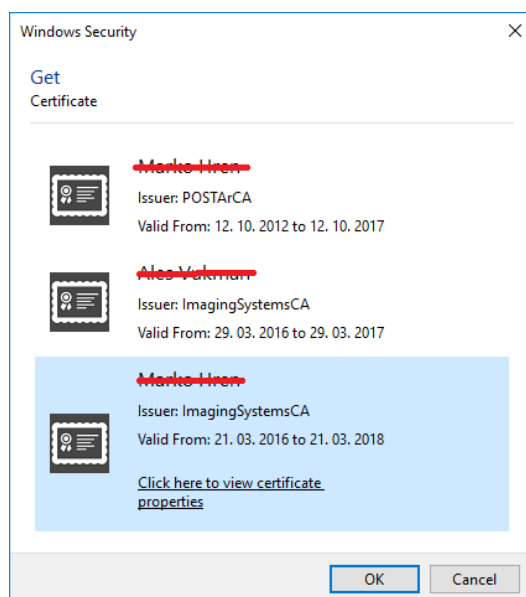 Windows Security
Get
Certificate
Issuer: POSTArCA
Valid From: 12. 10. 2012 to 12. 10. 2017
Issuer: ImagingSystemsCA
Valid From: 29. 03. 2016 to 29. 03. 2017
Issuer: ImagingSystemsCA
Valid From: 21. 03. 2016 to 21. 03. 2018
Click here to view certificate
properties
OK
Cancel